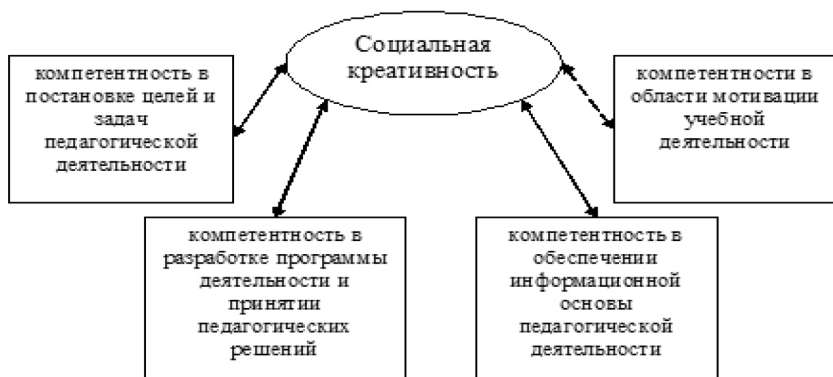 Социальная
креативность
компетентность в
постановке целей и
задач
педагогической
деятельности
компетентности в
области мотивации
учебной
деятельности
компетентность в
разработке программы
деятельности и
принятии
педагогических
решений
компетентность в
обеспечении
информационной
основы
педагогической
деятельности